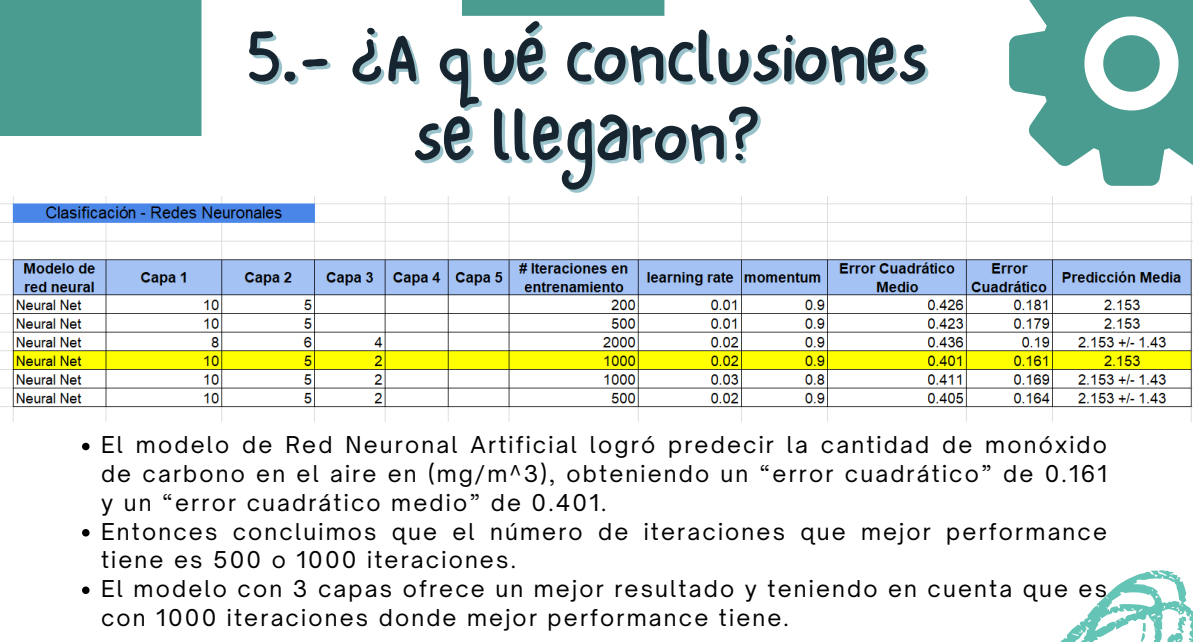 5.- ¿A qué conclusiones
se llegaron?
Clasificación - Redes Neuronales
Modelo de red neural Capa 1 Capa 2 Capa 3 Capa 4 Capa 5 # Iteraciones en entrenamiento learning rate momentum Error Cuadrático Medio Error Cuadrático Predicción Media
Neural Net 10 5 200 0.01 0.9 0.426 0.181 2.153
Neural Net 10 5 500 0.01 0.9 0.423 0.179 2.153
Neural Net 8 6 4 2000 0.02 0.9 0.436 0.19 2.153 +/- 1.43
Neural Net 10 5 2 1000 0.02 0.9 0.401 0.161 2.153
Neural Net 10 5 2 1000 0.03 0.8 0.411 0.169 2.153 +/- 1.43
Neural Net 10 5 2 500 0.02 0.9 0.405 0.164 2.153 +/- 1.43
• El modelo de Red Neuronal Artificial logró predecir la cantidad de monóxido
de carbono en el aire en (mg/m^3), obteniendo un “error cuadrático” de 0.161
y un “error cuadrático medio” de 0.401.
• Entonces concluimos que el número de iteraciones que mejor performance
tiene es 500 o 1000 iteraciones.
• El modelo con 3 capas ofrece un mejor resultado y teniendo en cuenta que es
con 1000 iteraciones donde mejor performance tiene.